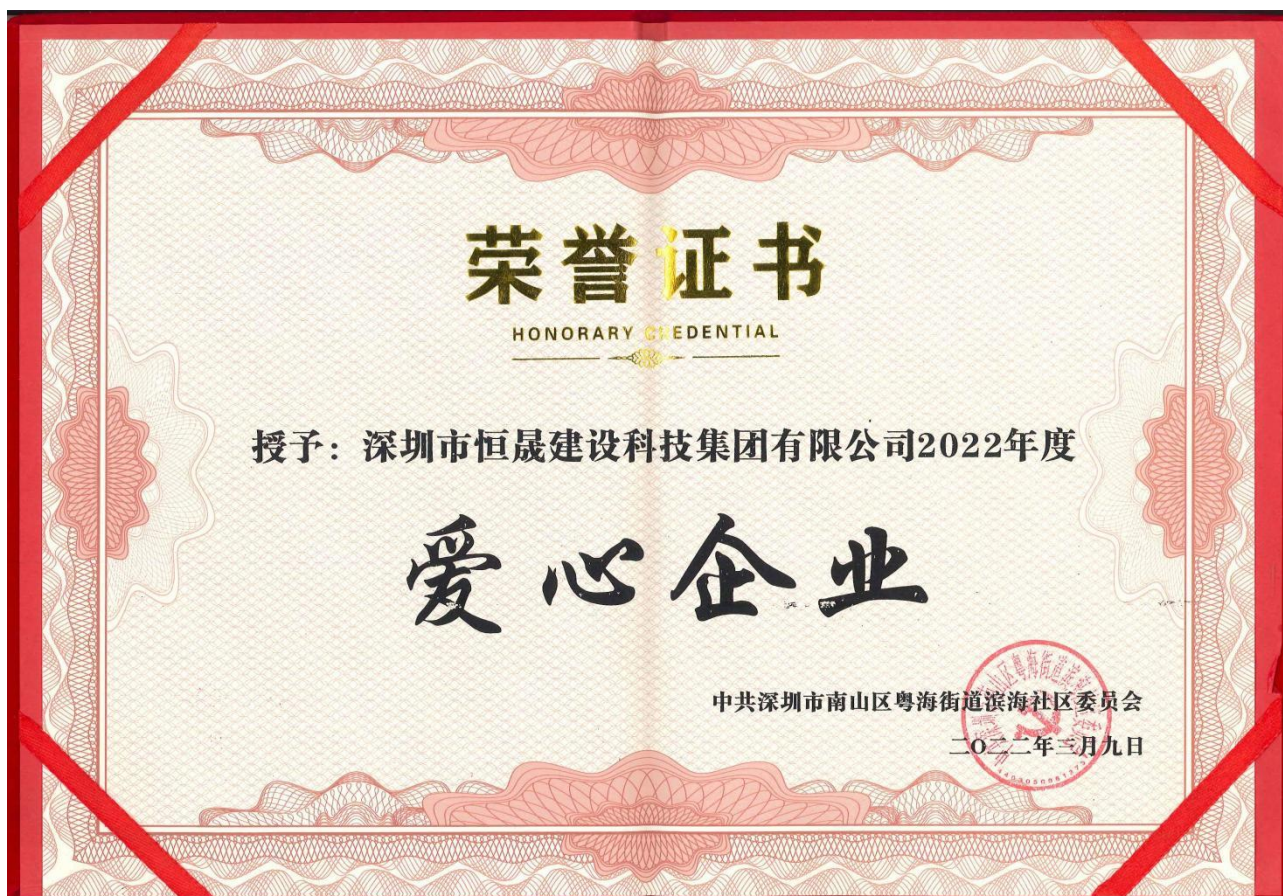 荣誉证书
HONORARY CREDENTIAL
授予：深圳市恒晟建设科技集团有限公司2022年度
爱心企业
中共深圳市南山区粤海街道滨海社区委员会
二〇二二年三月九日